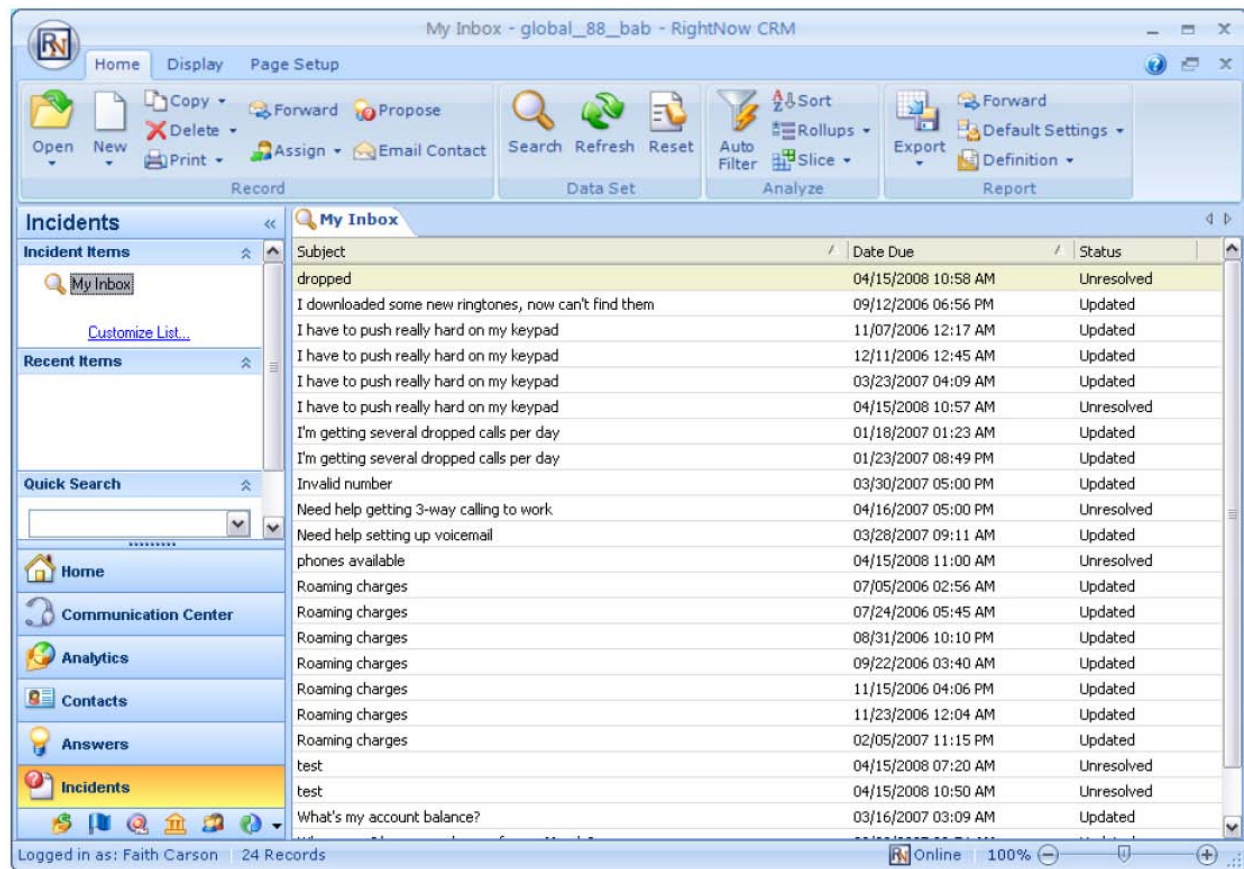 My Inbox - global_88_bab - RightNow CRM
RN
Home Display Page Setup
Open
New
Copy
Delete
Print
Forward
Propose
Assign
Email Contact
Record
Search
Refresh
Reset
Data Set
Auto Filter
Sort
Rollups
Slice
Analyze
Export
Forward
Default Settings
Definition
Report
Incidents
Incident Items
My Inbox
Customize List...
Recent Items
Quick Search
Home
Communication Center
Analytics
Contacts
Answers
Incidents
My Inbox
Subject Date Due Status
dropped 04/15/2008 10:58 AM Unresolved
I downloaded some new ringtones, now can't find them 09/12/2006 06:56 PM Updated
I have to push really hard on my keypad 11/07/2006 12:17 AM Updated
I have to push really hard on my keypad 12/11/2006 12:45 AM Updated
I have to push really hard on my keypad 03/23/2007 04:09 AM Updated
I have to push really hard on my keypad 04/15/2008 10:57 AM Unresolved
I'm getting several dropped calls per day 01/18/2007 01:23 AM Updated
I'm getting several dropped calls per day 01/23/2007 08:49 PM Updated
Invalid number 03/30/2007 05:00 PM Updated
Need help getting 3-way calling to work 04/16/2007 05:00 PM Unresolved
Need help setting up voicemail 03/28/2007 09:11 AM Updated
phones available 04/15/2008 11:00 AM Unresolved
Roaming charges 07/05/2006 02:56 AM Updated
Roaming charges 07/24/2006 05:45 AM Updated
Roaming charges 08/31/2006 10:10 PM Updated
Roaming charges 09/22/2006 03:40 AM Updated
Roaming charges 11/15/2006 04:06 PM Updated
Roaming charges 11/23/2006 12:04 AM Updated
Roaming charges 02/05/2007 11:15 PM Updated
test 04/15/2008 07:20 AM Unresolved
test 04/15/2008 10:50 AM Unresolved
What's my account balance? 03/16/2007 03:09 AM Updated
Logged in as: Faith Carson 24 Records
RN Online 100%